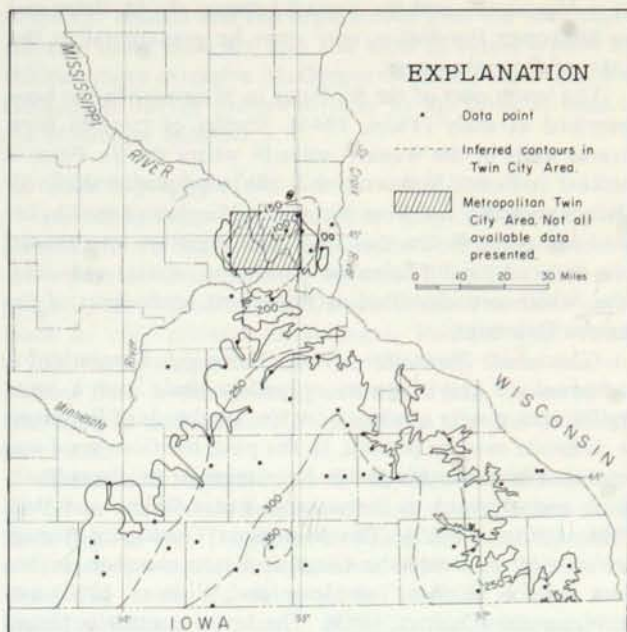 EXPLANATION
Data point
Inferred contours in
Twin City Area.
Metropolitan Twin
City Area. Not all
available data
presented.
0 10 20 30 Miles
MISSISSIPPI
RIVER
St Croix
River
150
200
250
River
Minnesota
WISCONSIN
300
350
250
IOWA